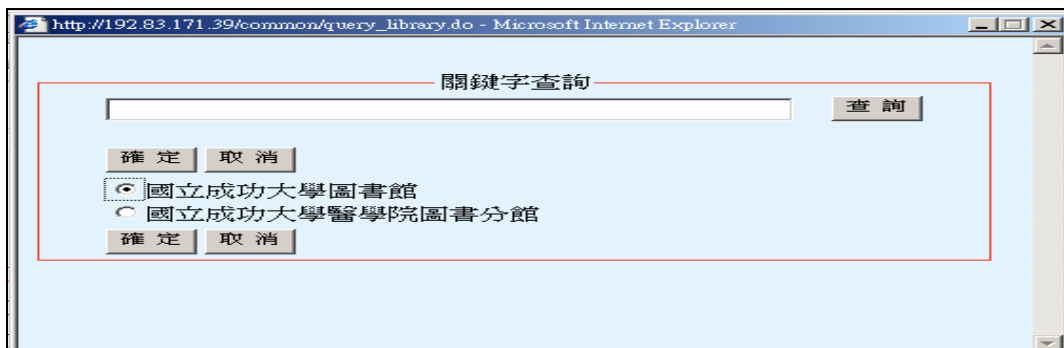 http://192.83.171.39/common/query_library.do - Microsoft Internet Explorer
關鍵字查詢
查 詢
確 定 取 消
國立成功大學圖書館
國立成功大學醫學院圖書分館
確 定 取 消